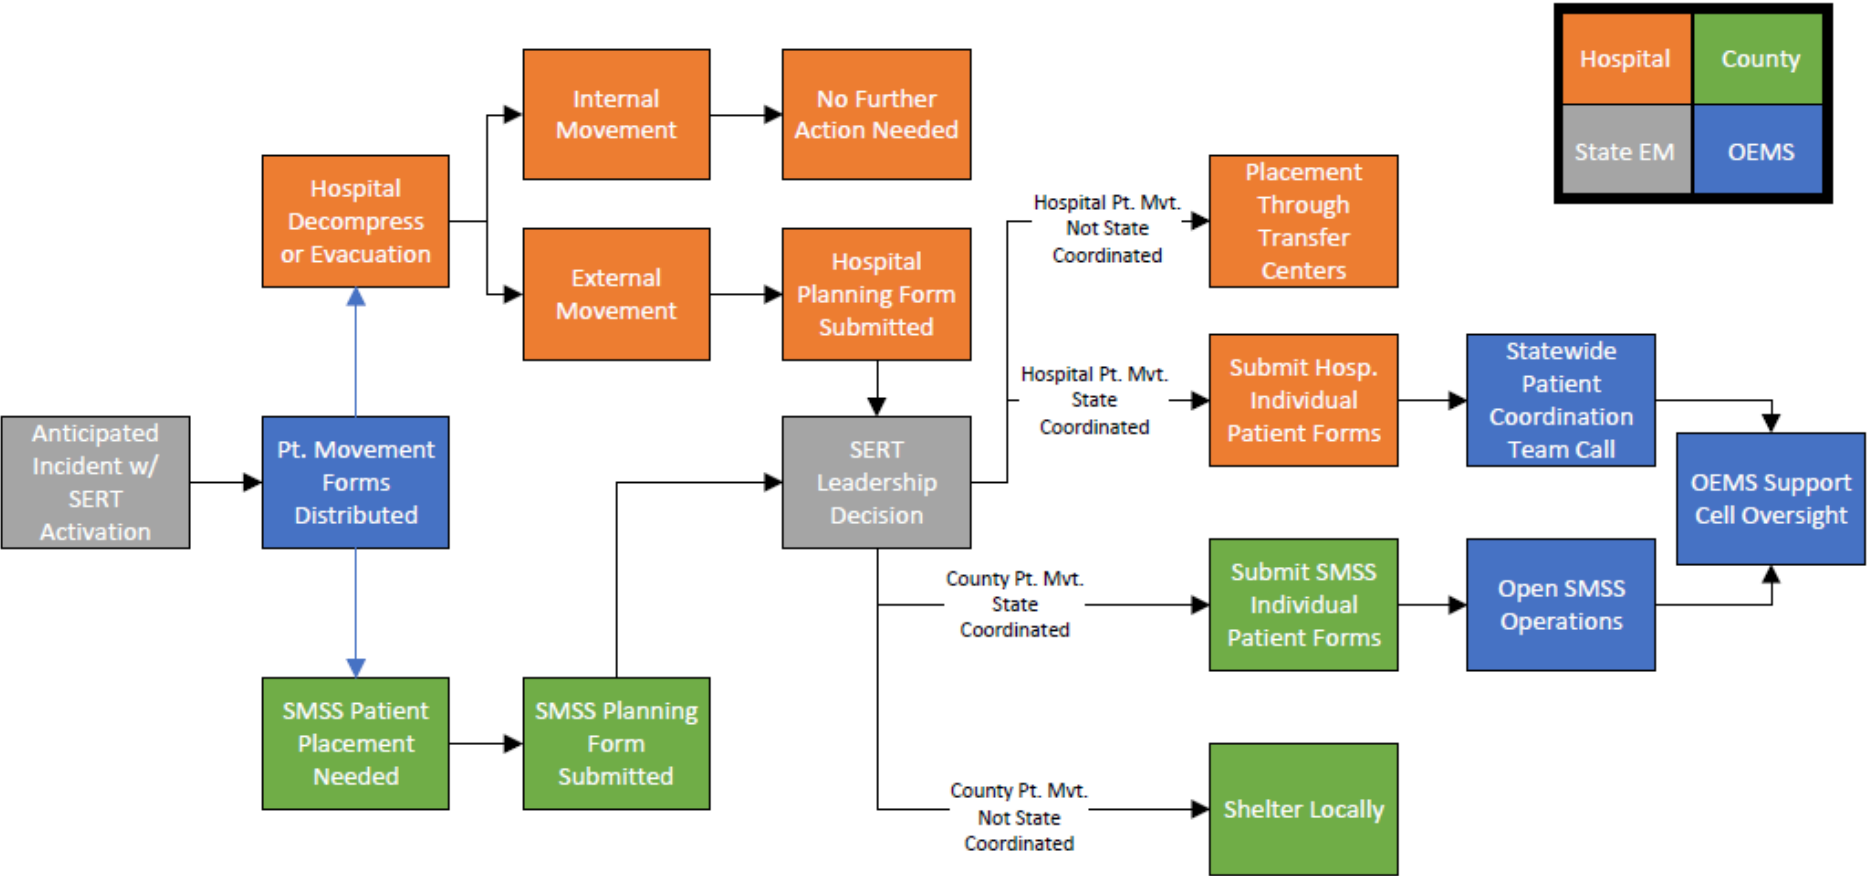 Hospital
County
State EM
OEMS
Internal
Movement
No Further
Action Needed
Hospital
Decompress
or Evacuation
External
Movement
Hospital
Planning Form
Submitted
Hospital Pt. Mvt.
Not State
Coordinated
Placement
Through
Transfer
Centers
Hospital Pt. Mvt.
State
Coordinated
Submit Hosp.
Individual
Patient Forms
Statewide
Patient
Coordination
Team Call
Anticipated
Incident w/
SERT
Activation
Pt. Movement
Forms
Distributed
SERT
Leadership
Decision
OEMS Support
Cell Oversight
County Pt. Mvt.
State
Coordinated
Submit SMSS
Individual
Patient Forms
Open SMSS
Operations
SMSS Patient
Placement
Needed
SMSS Planning
Form
Submitted
County Pt. Mvt.
Not State
Coordinated
Shelter Locally